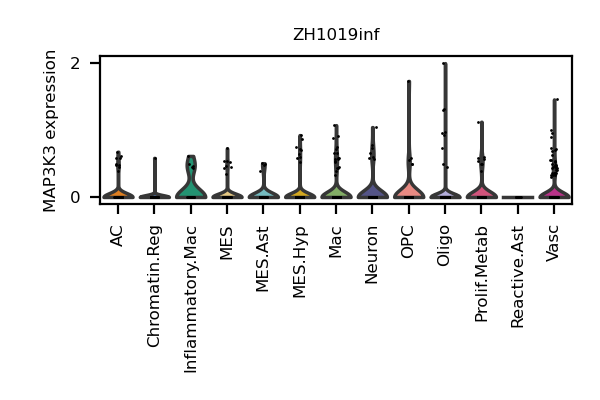 ZH1019inf
MAP3K3 expression
2
0
AC
Chromatin.Reg
Inflammatory.Mac
MES
MES.Ast
MES.Hyp
Mac
Neuron
OPC
Oligo
Prolif.Metab
Reactive.Ast
Vasc